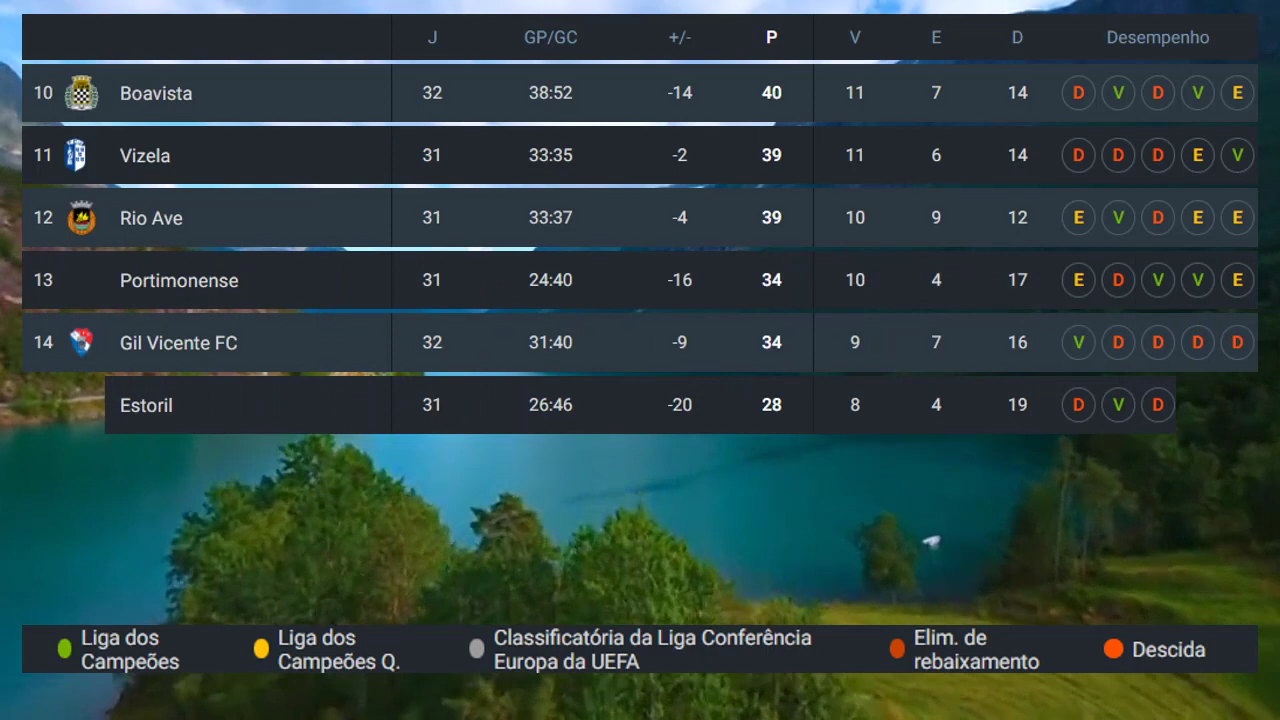 J GP/GC +/- P V E D Desempenho
10 Boavista 32 38:52 -14 40 11 7 14 D V D V E
11 Vizela 31 33:35 -2 39 11 6 14 D D D E V
12 Rio Ave 31 33:37 -4 39 10 9 12 E V D E E
13 Portimonense 31 24:40 -16 34 10 4 17 E D V V E
14 Gil Vicente FC 32 31:40 -9 34 9 7 16 V D D D D
Estoril 31 26:46 -20 28 8 4 19 D V D
Liga dos
Campeões
Liga dos
Campeões Q.
Classificatória da Liga Conferência
Europa da UEFA
Elim. de
rebaixamento
Descida